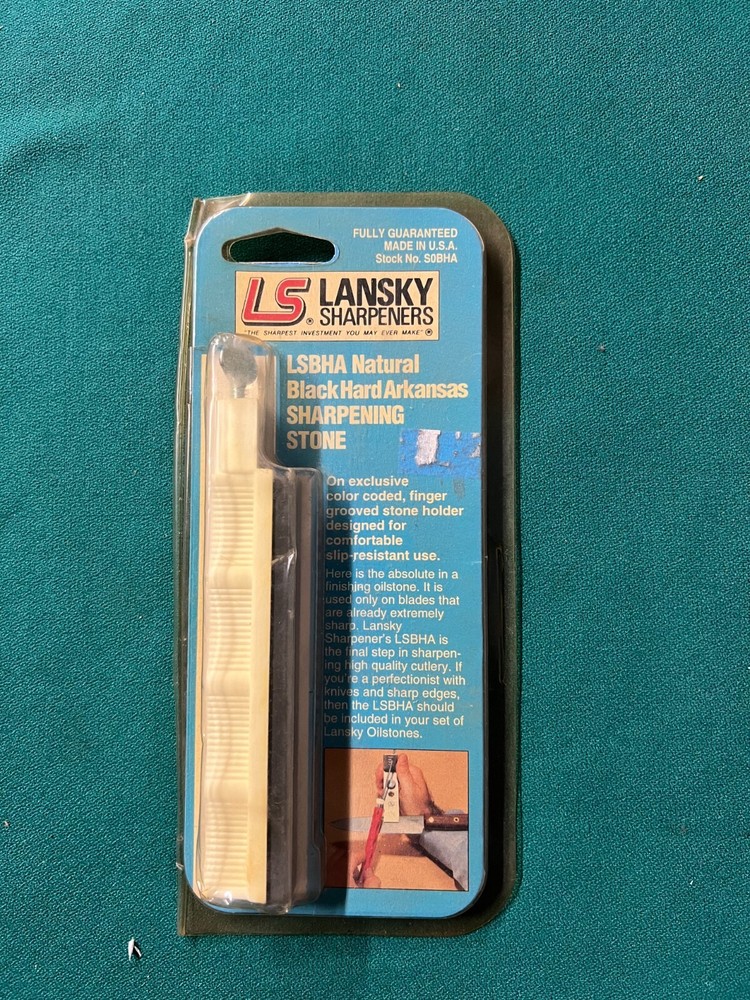 FULLY GUARANTEED
MADE IN U.S.A.
Stock No. S0BHA
LS® LANSKY
SHARPENERS®
"THE SHARPEST INVESTMENT YOU MAY EVER MAKE"®
LSBHA Natural
Black Hard Arkansas
SHARPENING
STONE
On exclusive
color coded, finger
grooved stone holder
designed for
comfortable
slip-resistant use.
Here is the absolute in a
finishing oilstone. It is
used only on blades that
are already extremely
sharp. Lansky
Sharpener's LSBHA is
the final step in sharpen-
ing high quality cutlery. If
you're a perfectionist with
knives and sharp edges,
then the LSBHA should
be included in your set of
Lansky Oilstones.